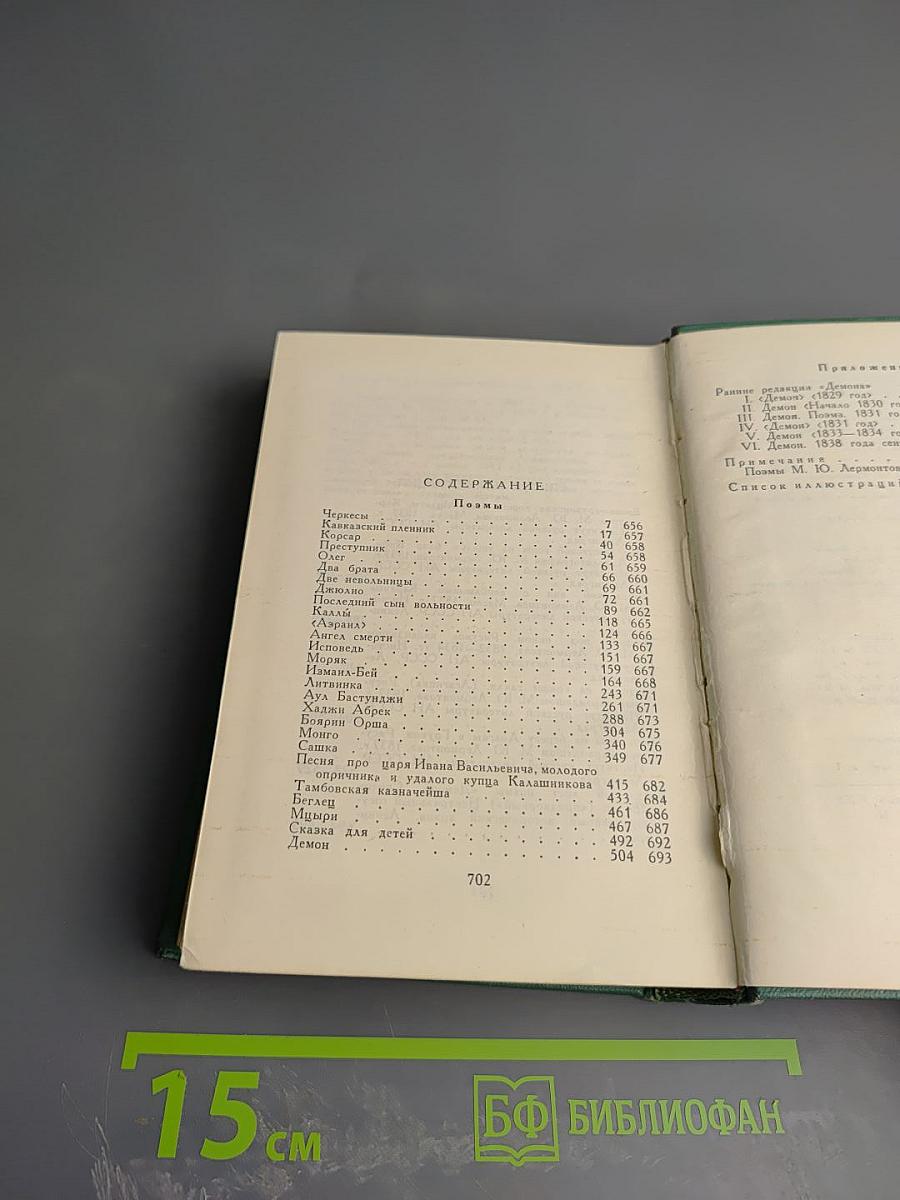 СОДЕРЖАНИЕ
Поэмы
Черкесы . . . . . . . . . . . . 7 656
Кавказский пленник . . . . . . . . . . . . 17 657
Корсар . . . . . . . . . . . . 40 658
Преступник . . . . . . . . . . . . 54 658
Олег . . . . . . . . . . . . 61 659
Два брата . . . . . . . . . . . . 66 660
Две невольницы . . . . . . . . . . . . 69 661
Джюлио . . . . . . . . . . . . 72 661
Последний сын вольности . . . . . . . . 89 662
Каллы . . . . . . . . . . . . 118 665
<Азраил> . . . . . . . . . . . . 124 666
Ангел смерти . . . . . . . . . . . . 133 667
Исповедь . . . . . . . . . . . . 151 667
Моряк . . . . . . . . . . . . 159 667
Измаил-Бей . . . . . . . . . . . . 164 668
Литвинка . . . . . . . . . . . . 243 671
Аул Бастунджи . . . . . . . . . . . . 261 671
Хаджи Абрек . . . . . . . . . . . . 288 673
Боярин Орша . . . . . . . . . . . . 304 675
Монго . . . . . . . . . . . . 340 676
Сашка . . . . . . . . . . . . 349 677
Песня про царя Ивана Васильевича, молодого
опричника и удалого купца Калашникова 415 682
Тамбовская казначейша . . . . . . . . 433 684
Беглец . . . . . . . . . . . . 461 686
Мцыри . . . . . . . . . . . . 467 687
Сказка для детей . . . . . . . . . . . . 492 692
Демон . . . . . . . . . . . . 504 693
702
Приложен
Ранние редакции «Демона»
I. <Демон> <1829 год> . .
II. Демон <Начало 1830 го
III. Демон. Поэма. 1831 го
IV. <Демон> <1831 год> .
V. Демон <1833—1834 го
VI. Демон. 1838 года сен
Примечания . . . .
Поэмы М. Ю. Лермонтов
Список иллюстраций
15 см
БФ БИБЛИОФАН